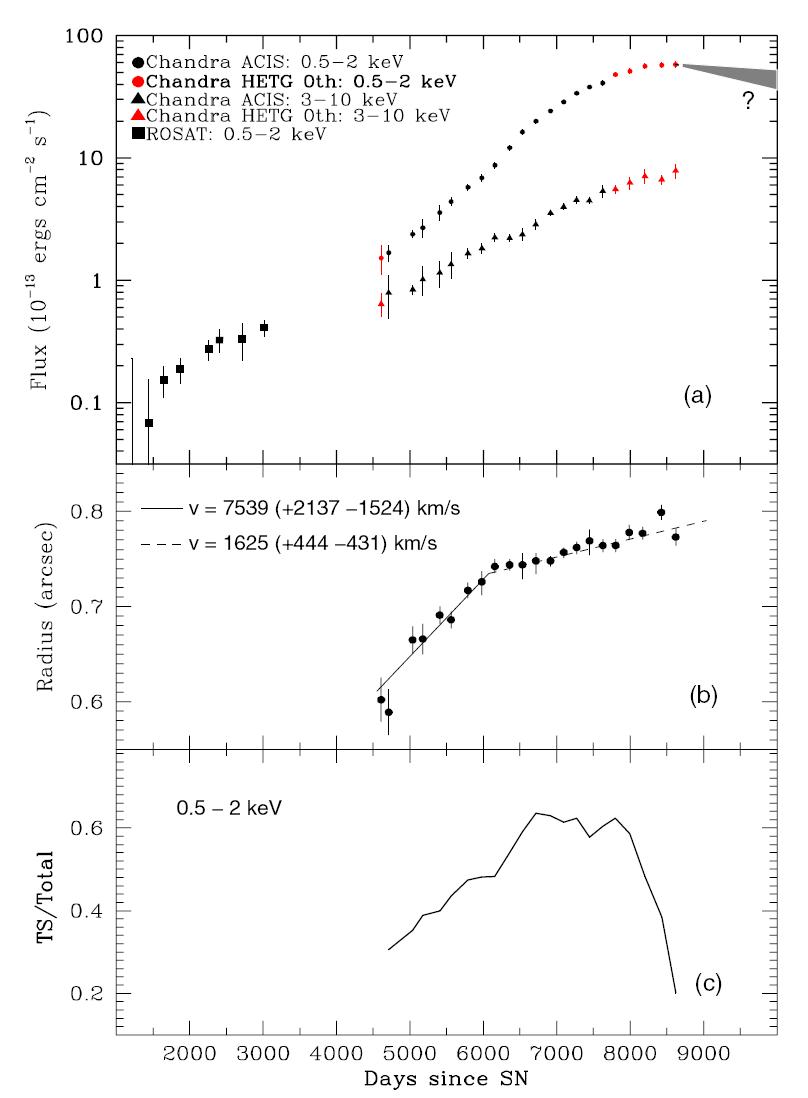 100
10
1
0.1
Flux (10⁻¹³ ergs cm⁻² s⁻¹)
Chandra ACIS: 0.5−2 keV
Chandra HETG 0th: 0.5−2 keV
Chandra ACIS: 3−10 keV
Chandra HETG 0th: 3−10 keV
ROSAT: 0.5−2 keV
?
(a)
0.8
0.7
0.6
Radius (arcsec)
v = 7539 (+2137 −1524) km/s
v = 1625 (+444 −431) km/s
(b)
0.6
0.4
0.2
TS/Total
0.5 – 2 keV
(c)
2000 3000 4000 5000 6000 7000 8000 9000
Days since SN